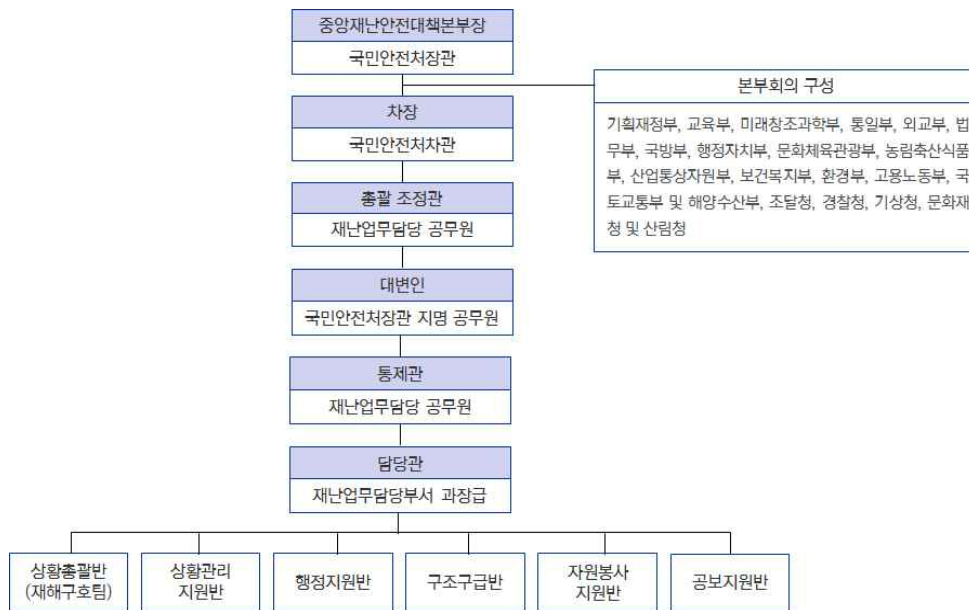 중앙재난안전대책본부장
국민안전처장관
본부회의 구성
기획재정부, 교육부, 미래창조과학부, 통일부, 외교부, 법
무부, 국방부, 행정자치부, 문화체육관광부, 농림축산식품
부, 산업통상자원부, 보건복지부, 환경부, 고용노동부, 국
토교통부 및 해양수산부, 조달청, 경찰청, 기상청, 문화재
청 및 산림청
차장
국민안전처차관
총괄 조정관
재난업무담당 공무원
대변인
국민안전처장관 지명 공무원
통제관
재난업무담당 공무원
담당관
재난업무담당부서 과장급
상황총괄반
(재해구호팀)
상황관리
지원반
행정지원반
구조구급반
자원봉사
지원반
공보지원반